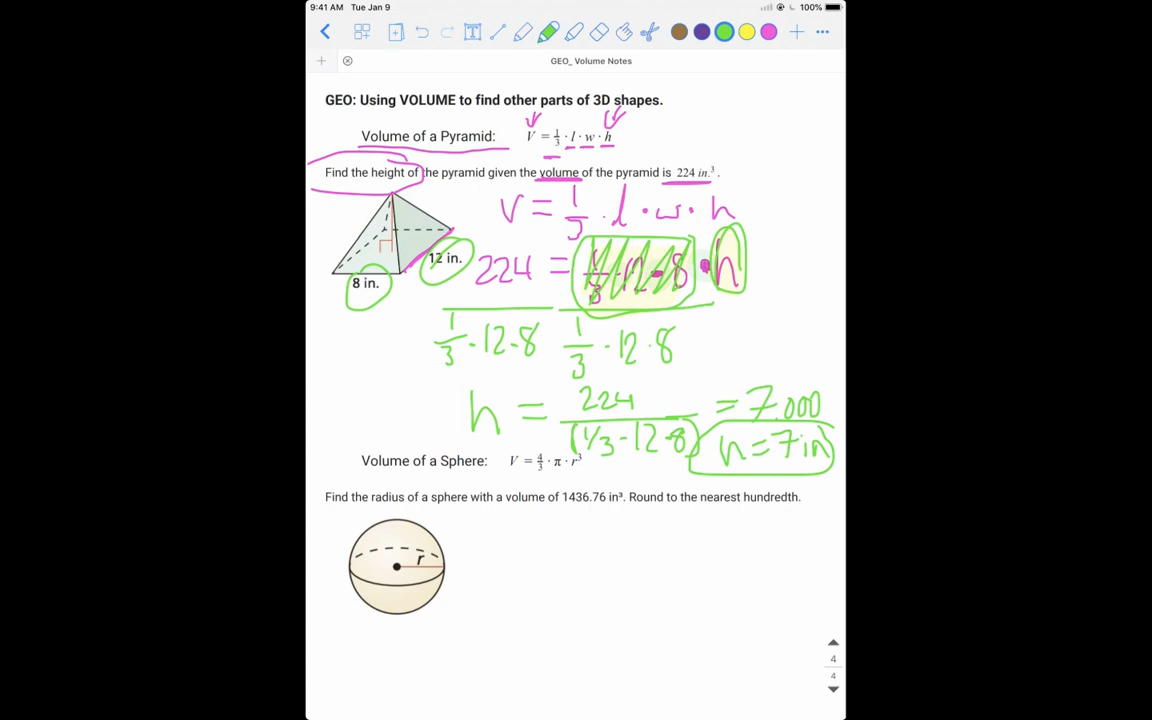 9:41 AM Tue Jan 9
100%
GEO_ Volume Notes
GEO: Using VOLUME to find other parts of 3D shapes.
Volume of a Pyramid: V = 1/3 · l · w · h
Find the height of the pyramid given the volume of the pyramid is 224 in.³.
V = 1/3 · l · w · h
12 in.
224 = 1/3 · 12 · 8 · h
8 in.
1/3 · 12 · 8 1/3 · 12 · 8
h = 224/(1/3 · 12 · 8) = 7.000
h = 7 in
Volume of a Sphere: V = 4/3 · π · r³
Find the radius of a sphere with a volume of 1436.76 in³. Round to the nearest hundredth.
r
4
4